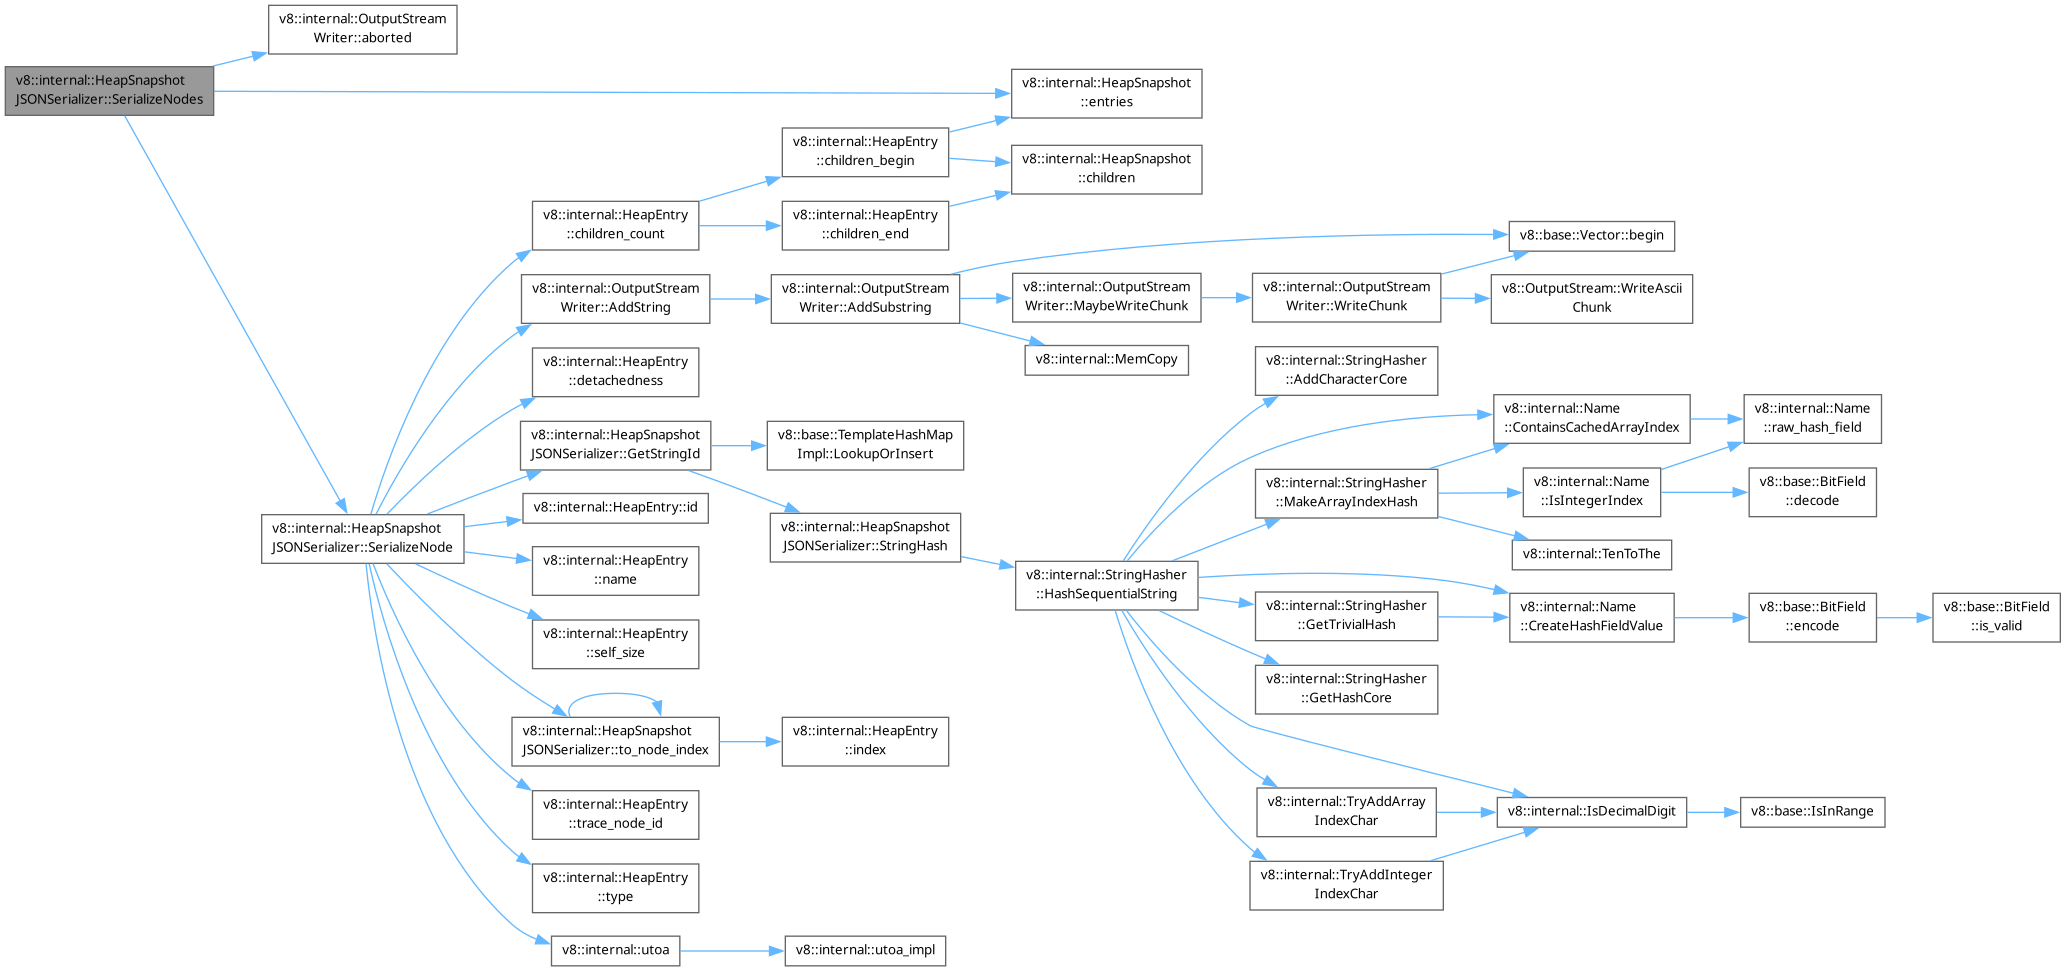 v8::internal::OutputStream
Writer::aborted
v8::internal::HeapSnapshot
JSONSerializer::SerializeNodes
v8::internal::HeapSnapshot
::entries
v8::internal::HeapEntry
::children_begin
v8::internal::HeapSnapshot
::children
v8::internal::HeapEntry
::children_count
v8::internal::HeapEntry
::children_end
v8::base::Vector::begin
v8::internal::OutputStream
Writer::AddString
v8::internal::OutputStream
Writer::AddSubstring
v8::internal::OutputStream
Writer::MaybeWriteChunk
v8::internal::OutputStream
Writer::WriteChunk
v8::OutputStream::WriteAscii
Chunk
v8::internal::MemCopy
v8::internal::HeapEntry
::detachedness
v8::internal::StringHasher
::AddCharacterCore
v8::internal::HeapSnapshot
JSONSerializer::GetStringId
v8::base::TemplateHashMap
Impl::LookupOrInsert
v8::internal::Name
::ContainsCachedArrayIndex
v8::internal::Name
::raw_hash_field
v8::internal::StringHasher
::MakeArrayIndexHash
v8::internal::Name
::IsIntegerIndex
v8::base::BitField
::decode
v8::internal::HeapEntry::id
v8::internal::HeapSnapshot
JSONSerializer::SerializeNode
v8::internal::HeapSnapshot
JSONSerializer::StringHash
v8::internal::TenToThe
v8::internal::HeapEntry
::name
v8::internal::StringHasher
::HashSequentialString
v8::internal::StringHasher
::GetTrivialHash
v8::internal::Name
::CreateHashFieldValue
v8::base::BitField
::encode
v8::base::BitField
::is_valid
v8::internal::HeapEntry
::self_size
v8::internal::StringHasher
::GetHashCore
v8::internal::HeapSnapshot
JSONSerializer::to_node_index
v8::internal::HeapEntry
::index
v8::internal::HeapEntry
::trace_node_id
v8::internal::TryAddArray
IndexChar
v8::internal::IsDecimalDigit
v8::base::IsInRange
v8::internal::HeapEntry
::type
v8::internal::TryAddInteger
IndexChar
v8::internal::utoa
v8::internal::utoa_impl